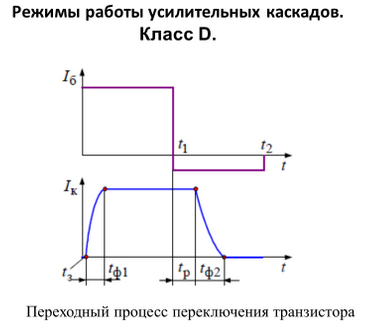 Режимы работы усилительных каскадов.
Класс D.
Iб
t1
t2
t
Iк
tз
tф1
tр
tф2
t
Переходный процесс переключения транзистора